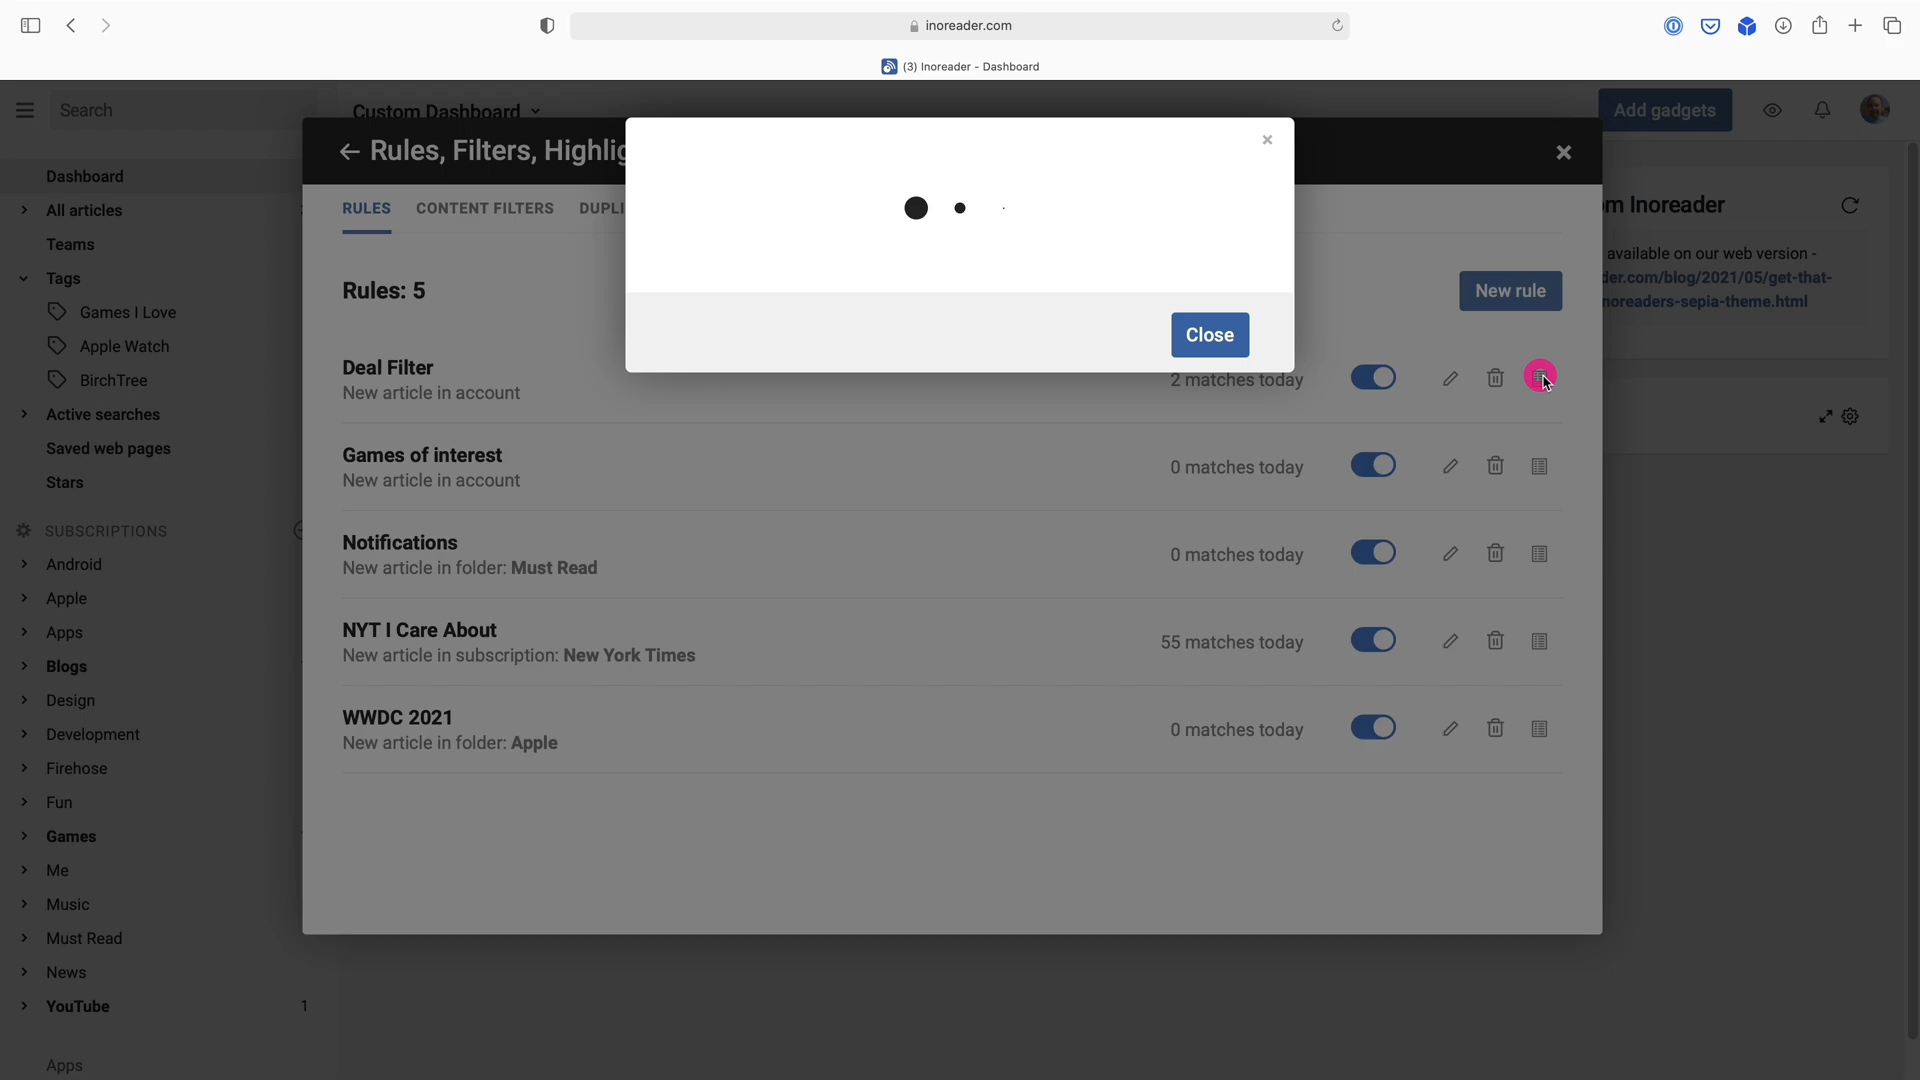 inoreader.com
(3) Inoreader - Dashboard
Search
Custom Dashboard
Add gadgets
Rules, Filters, Highlig
Dashboard
All articles
Teams
Tags
Games I Love
Apple Watch
BirchTree
Active searches
Saved web pages
Stars
SUBSCRIPTIONS
Android
Apple
Apps
Blogs
Design
Development
Firehose
Fun
Games
Me
Music
Must Read
News
YouTube 1
Apps
RULES CONTENT FILTERS DUPLI
Rules: 5
New rule
Close
Deal Filter
New article in account
2 matches today
Games of interest
New article in account
0 matches today
Notifications
New article in folder: Must Read
0 matches today
NYT I Care About
New article in subscription: New York Times
55 matches today
WWDC 2021
New article in folder: Apple
0 matches today
om Inoreader
available on our web version -
der.com/blog/2021/05/get-that-
noreaders-sepia-theme.html